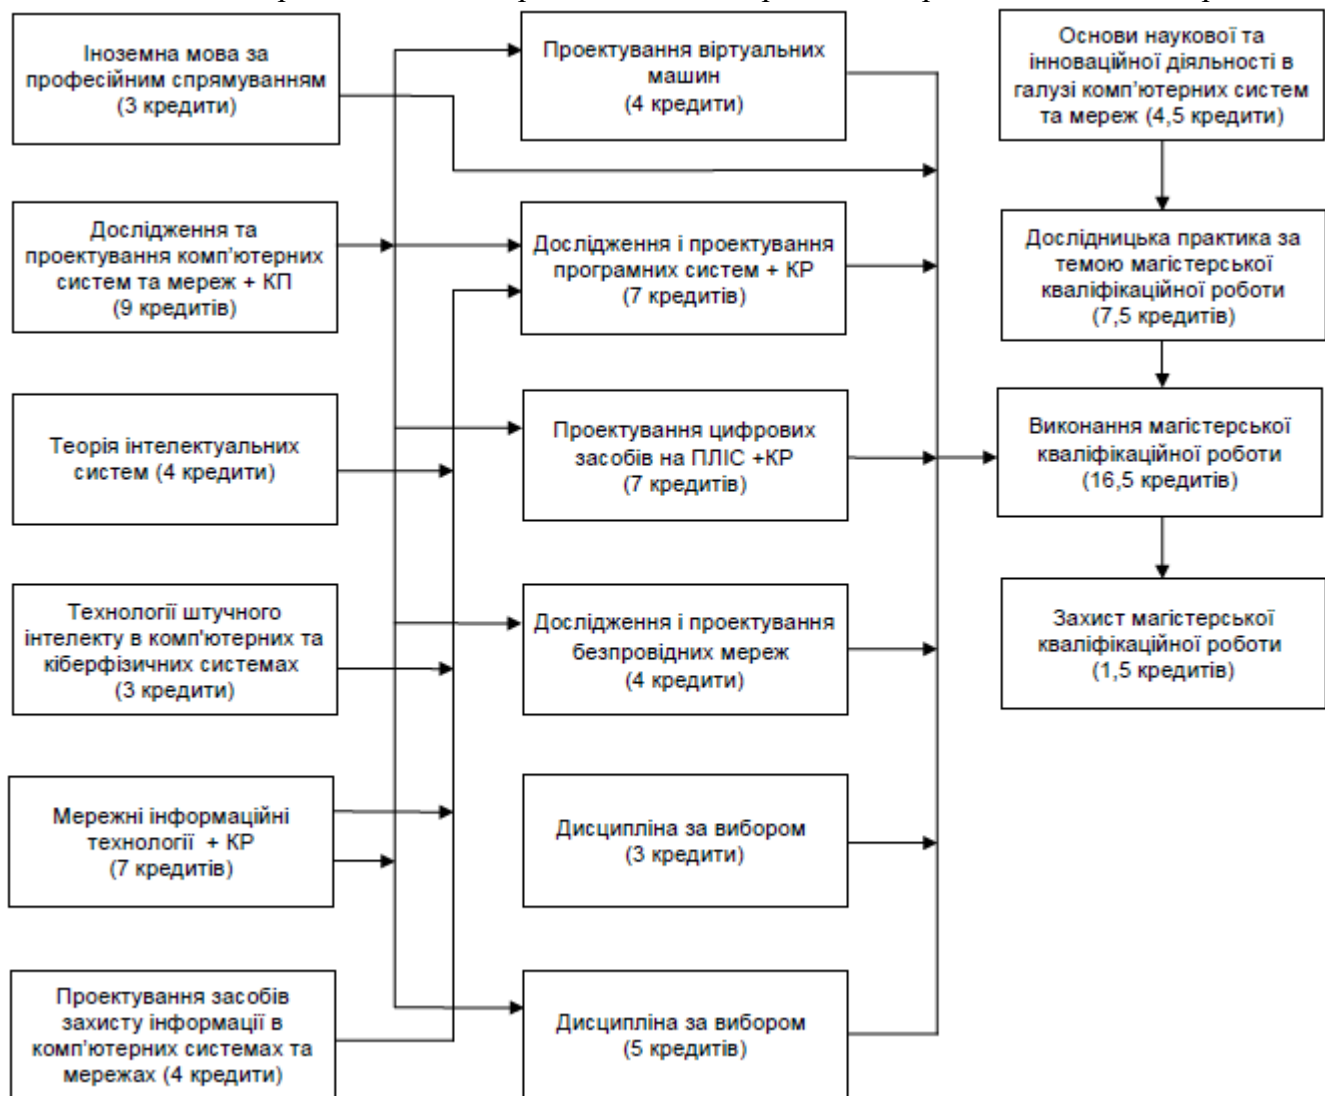 Іноземна мова за
професійним спрямуванням
(3 кредити)
Дослідження та
проектування комп'ютерних
систем та мереж + КП
(9 кредитів)
Теорія інтелектуальних
систем (4 кредити)
Технології штучного
інтелекту в комп'ютерних та
кіберфізичних системах
(3 кредити)
Мережні інформаційні
технології + КР
(7 кредитів)
Проектування засобів
захисту інформації в
комп'ютерних системах та
мережах (4 кредити)
Проектування віртуальних
машин
(4 кредити)
Дослідження і проектування
програмних систем + КР
(7 кредитів)
Проектування цифрових
засобів на ПЛІС +КР
(7 кредитів)
Дослідження і проектування
безпровідних мереж
(4 кредити)
Дисципліна за вибором
(3 кредити)
Дисципліна за вибором
(5 кредитів)
Основи наукової та
інноваційної діяльності в
галузі комп'ютерних систем
та мереж (4,5 кредити)
Дослідницька практика за
темою магістерської
кваліфікаційної роботи
(7,5 кредитів)
Виконання магістерської
кваліфікаційної роботи
(16,5 кредитів)
Захист магістерської
кваліфікаційної роботи
(1,5 кредитів)